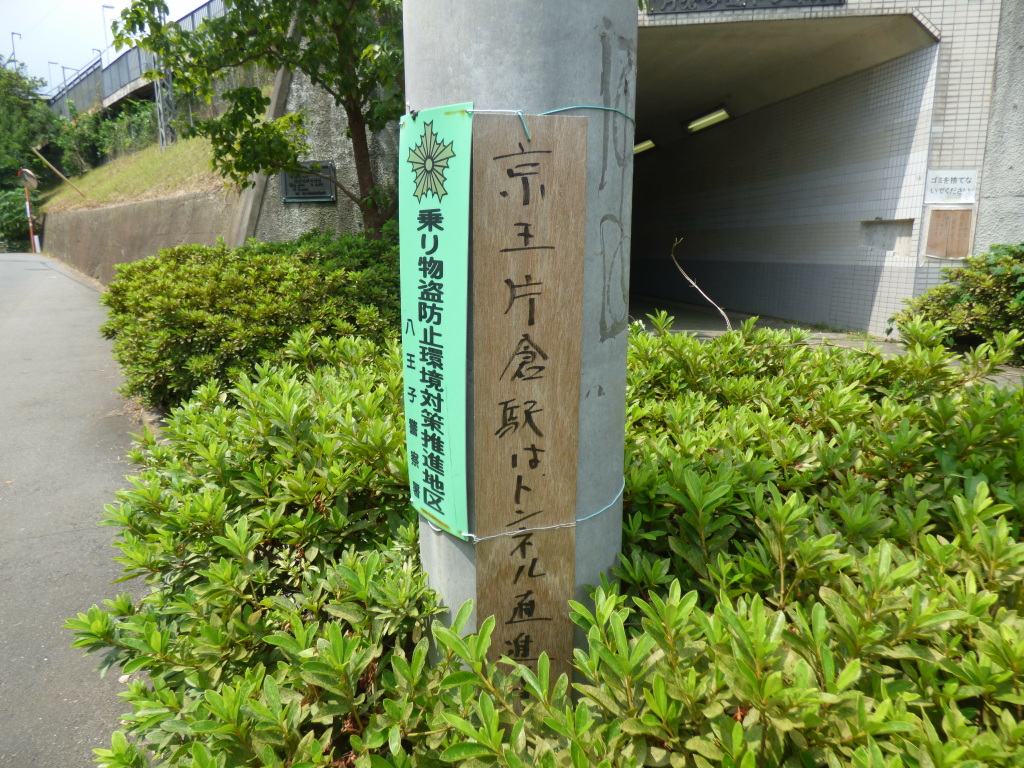 乗り物盗防止環境対策推進地区
八王子警察署
京王片倉駅はトンネル直進
ゴミを捨てな
いでください